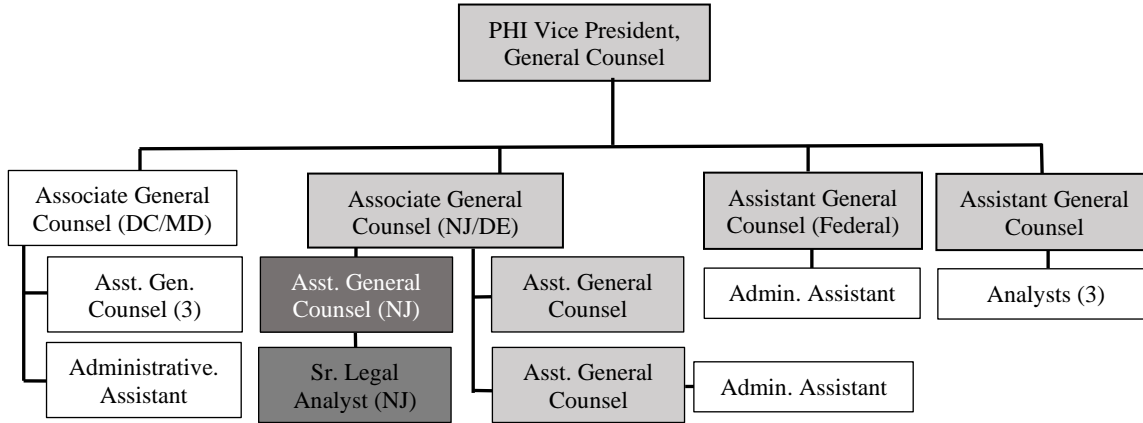 PHI Vice President,
General Counsel
Associate General
Counsel (DC/MD)
Associate General
Counsel (NJ/DE)
Assistant General
Counsel (Federal)
Assistant General
Counsel
Asst. Gen.
Counsel (3)
Asst. General
Counsel (NJ)
Asst. General
Counsel
Admin. Assistant
Analysts (3)
Administrative.
Assistant
Sr. Legal
Analyst (NJ)
Asst. General
Counsel
Admin. Assistant